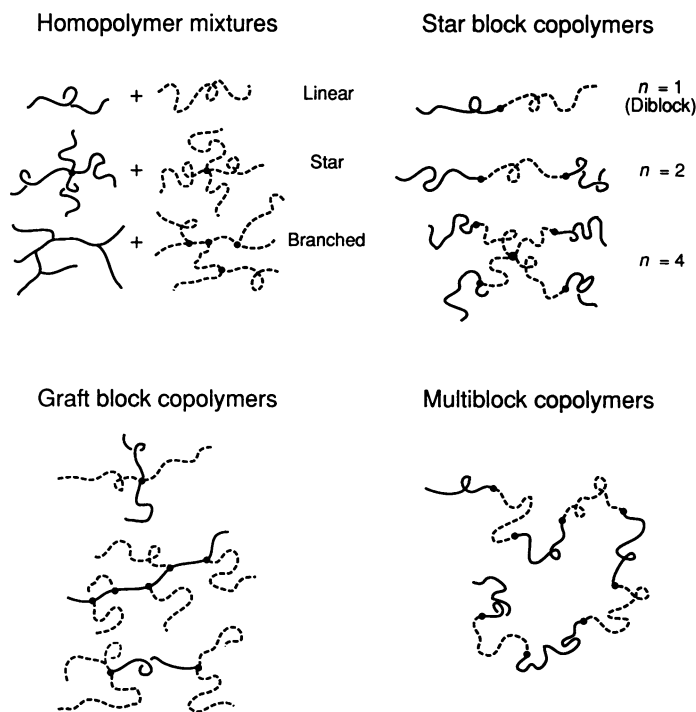 Homopolymer mixtures
+ Linear
+ Star
+ Branched
Star block copolymers
n = 1
(Diblock)
n = 2
n = 4
Graft block copolymers
Multiblock copolymers